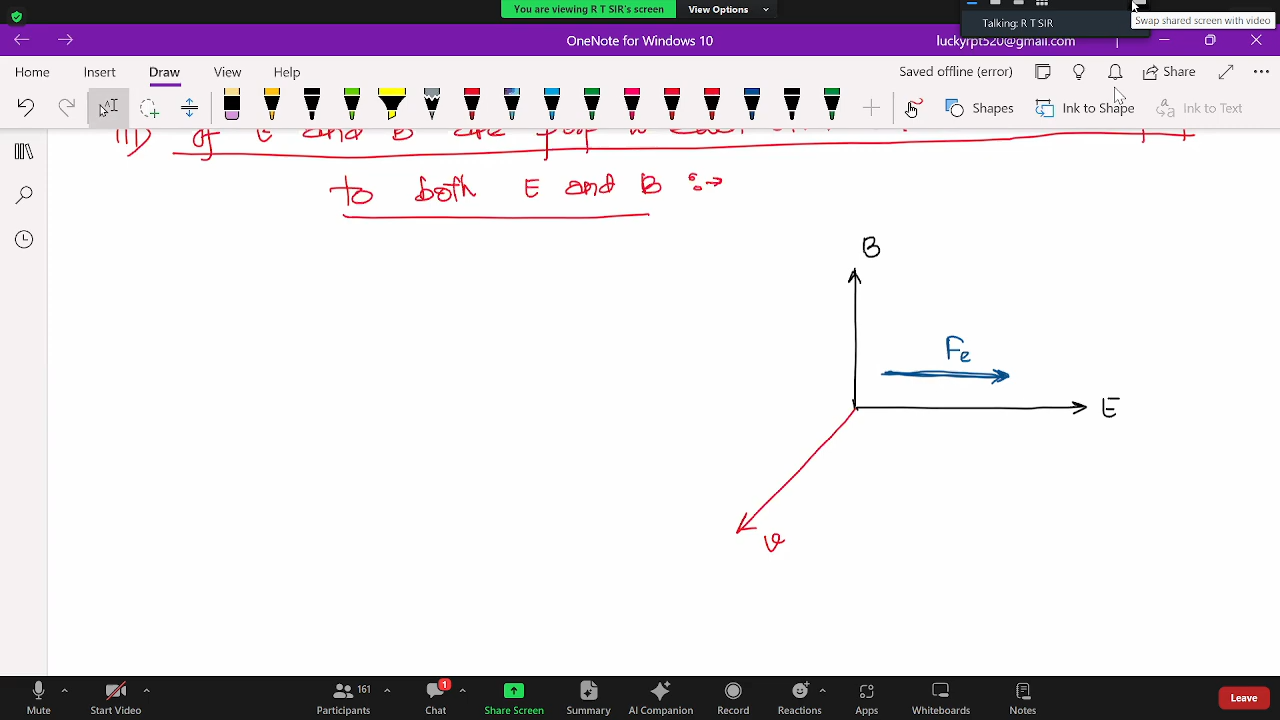 You are viewing R T SIR's screen View Options
Talking: R T SIR
Swap shared screen with video
OneNote for Windows 10
luckyrpt520@gmail.com
Home Insert Draw View Help
Saved offline (error) Share
Shapes Ink to Shape Ink to Text
E and B are
to both E and B :→
B
Fe
E
v
161 1
Mute Start Video Participants Chat Share Screen Summary AI Companion Record Reactions Apps Whiteboards Notes Leave